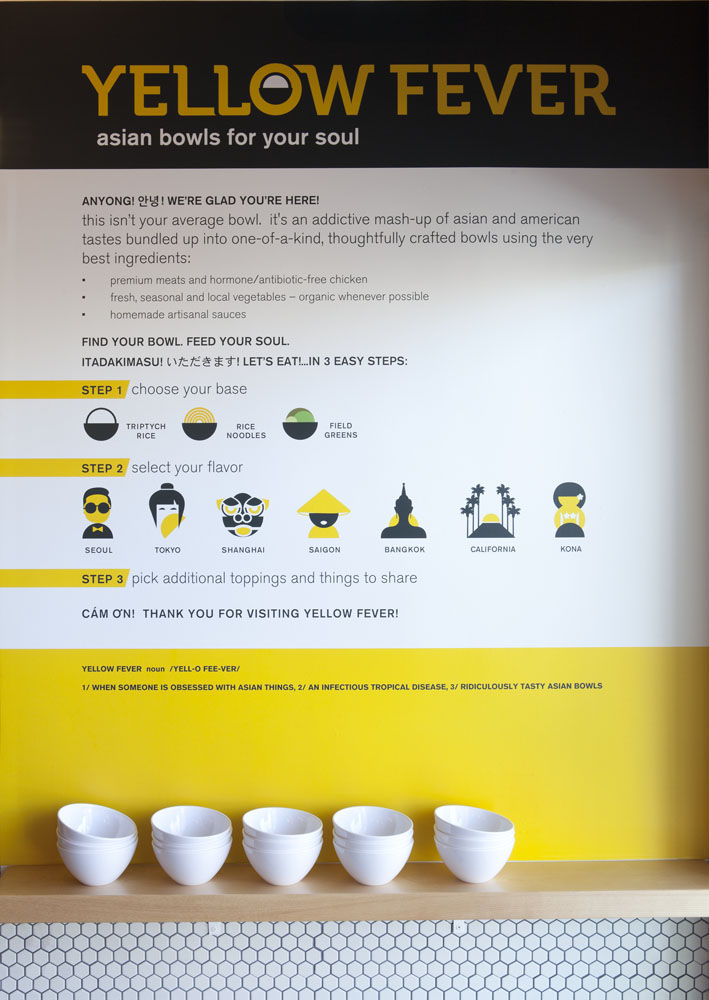 YELLOW FEVER
asian bowls for your soul
ANYONG! 안녕! WE'RE GLAD YOU'RE HERE!
this isn't your average bowl. it's an addictive mash-up of asian and american
tastes bundled up into one-of-a-kind, thoughtfully crafted bowls using the very
best ingredients:
• premium meats and hormone/antibiotic-free chicken
• fresh, seasonal and local vegetables – organic whenever possible
• homemade artisanal sauces
FIND YOUR BOWL. FEED YOUR SOUL.
ITADAKIMASU! いただきます! LET'S EAT!...IN 3 EASY STEPS:
STEP 1 choose your base
TRIPTYCH
RICE
RICE
NOODLES
FIELD
GREENS
STEP 2 select your flavor
SEOUL TOKYO SHANGHAI SAIGON BANGKOK CALIFORNIA KONA
STEP 3 pick additional toppings and things to share
CÁM ƠN! THANK YOU FOR VISITING YELLOW FEVER!
YELLOW FEVER noun /YELL-O FEE-VER/
1/ WHEN SOMEONE IS OBSESSED WITH ASIAN THINGS, 2/ AN INFECTIOUS TROPICAL DISEASE, 3/ RIDICULOUSLY TASTY ASIAN BOWLS